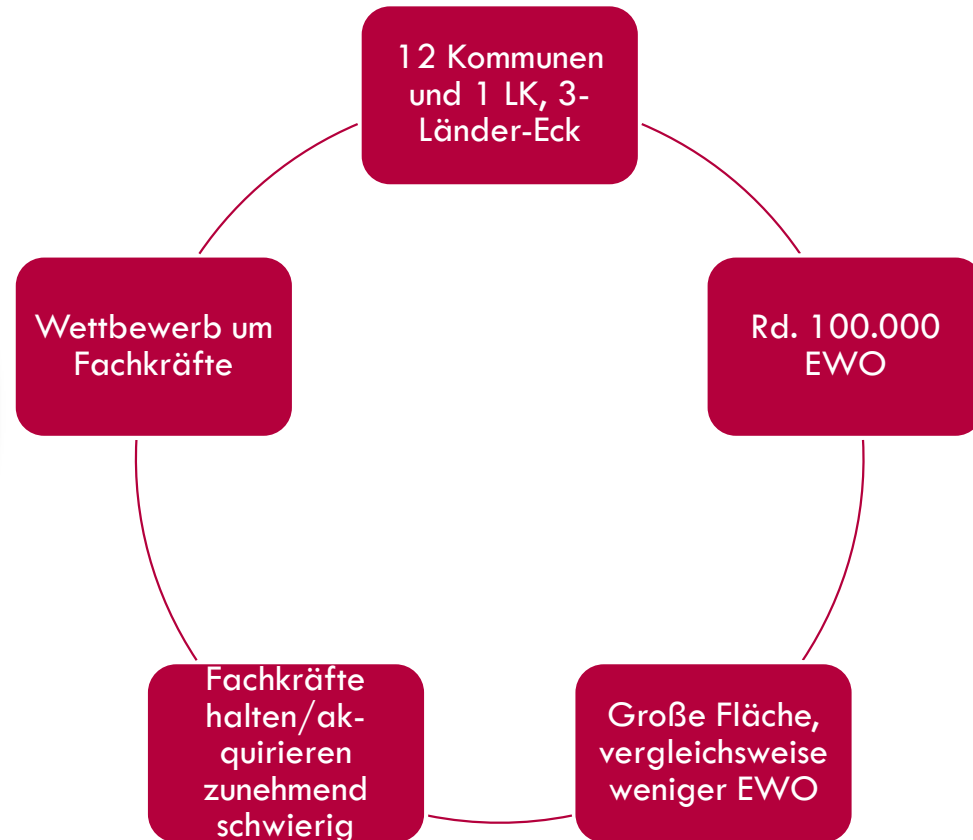 12 Kommunen
und 1 LK, 3-
Länder-Eck
Rd. 100.000
EWO
Große Fläche,
vergleichsweise
weniger EWO
Fachkräfte
halten/ak-
quirieren
zunehmend
schwierig
Wettbewerb um
Fachkräfte